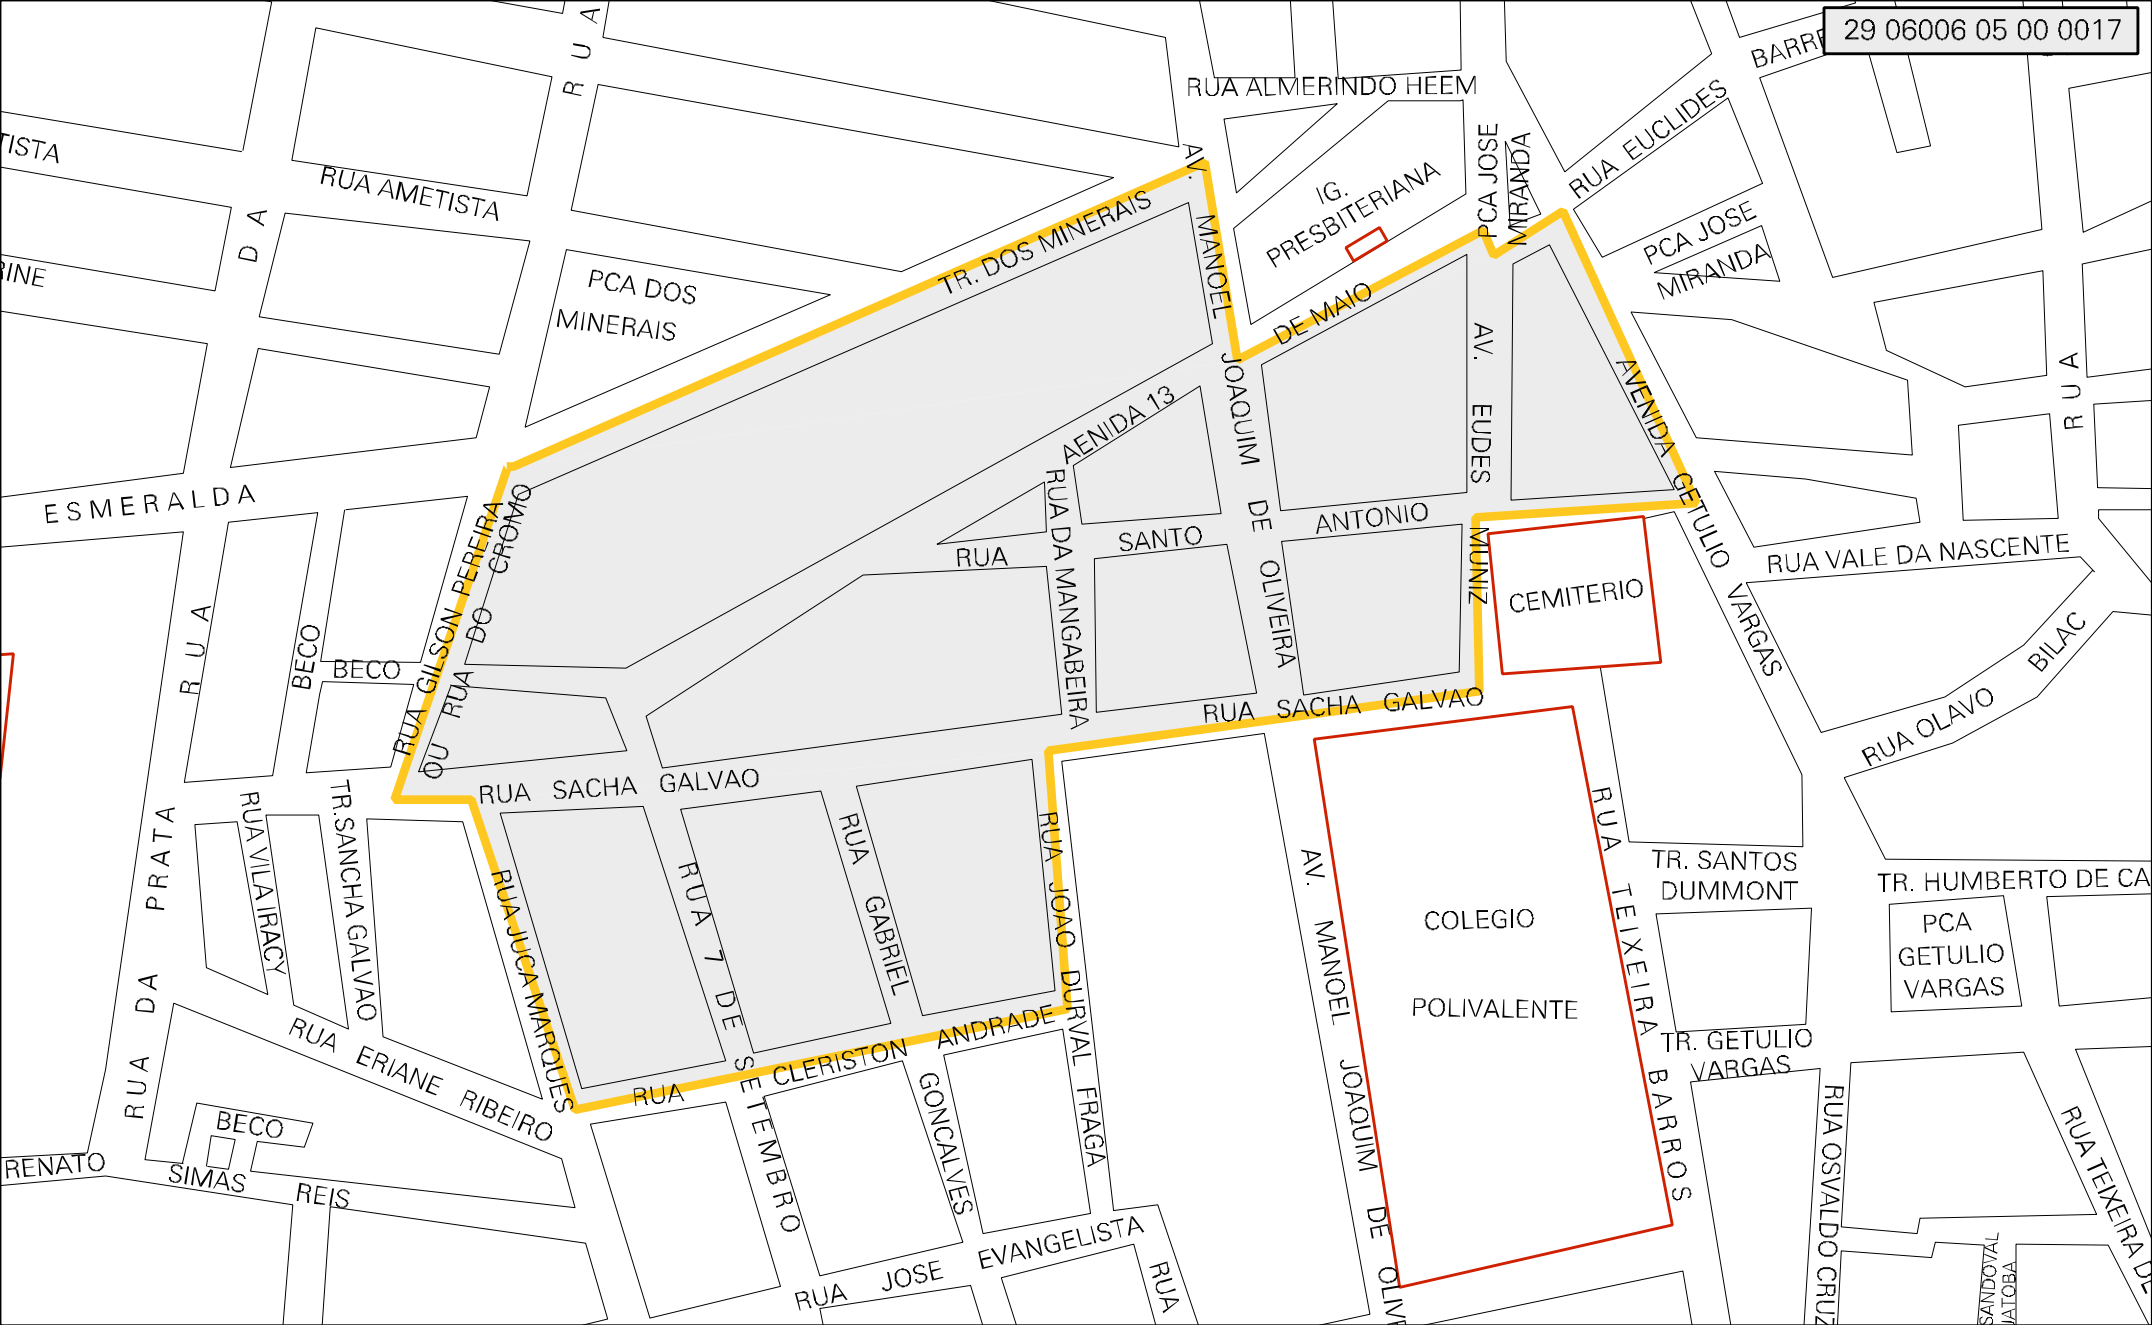 29 06006 05 00 0017
RUA
RUA ALMERINDO HEEM
RUA EUCLIDES
PCA JOSE
MIRANDA
TISTA
RUA AMETISTA
DA
IG.
PRESBITERIANA
PCA JOSE
MIRANDA
TR. DOS MINERAIS
AV. MANOEL JOAQUIM DE OLIVEIRA
PCA DOS
MINERAIS
DE MAIO
AV. EUDES MUNIZ
AVENIDA GETULIO VARGAS
RUA
AENIDA 13
ESMERALDA
RUA GILSON PEREIRA
OU RUA DO CROMO
RUA DA MANGABEIRA
RUA SANTO ANTONIO
RUA VALE DA NASCENTE
CEMITERIO
RUA DA PRATA
RUA
BECO
BECO
RUA OLAVO BILAC
RUA SACHA GALVAO
RUA SACHA GALVAO
RUA VILA IRACY
TR.SANCHA GALVAO
RUA JUCA MARQUES
RUA 7 DE SETEMBRO
RUA GABRIEL GONCALVES
RUA JOAO DURVAL FRAGA
AV. MANOEL JOAQUIM DE
RUA TEIXEIRA BARROS
COLEGIO
POLIVALENTE
TR. SANTOS
DUMMONT
TR. HUMBERTO DE CA
PCA
GETULIO
VARGAS
TR. GETULIO
VARGAS
RUA ERIANE RIBEIRO
RUA CLERISTON ANDRADE
BECO
RENATO SIMAS REIS
RUA JOSE EVANGELISTA
RUA
RUA OSVALDO CRUZ
RUA TEIXEIRA DE
SANDOVAL
JATOBA